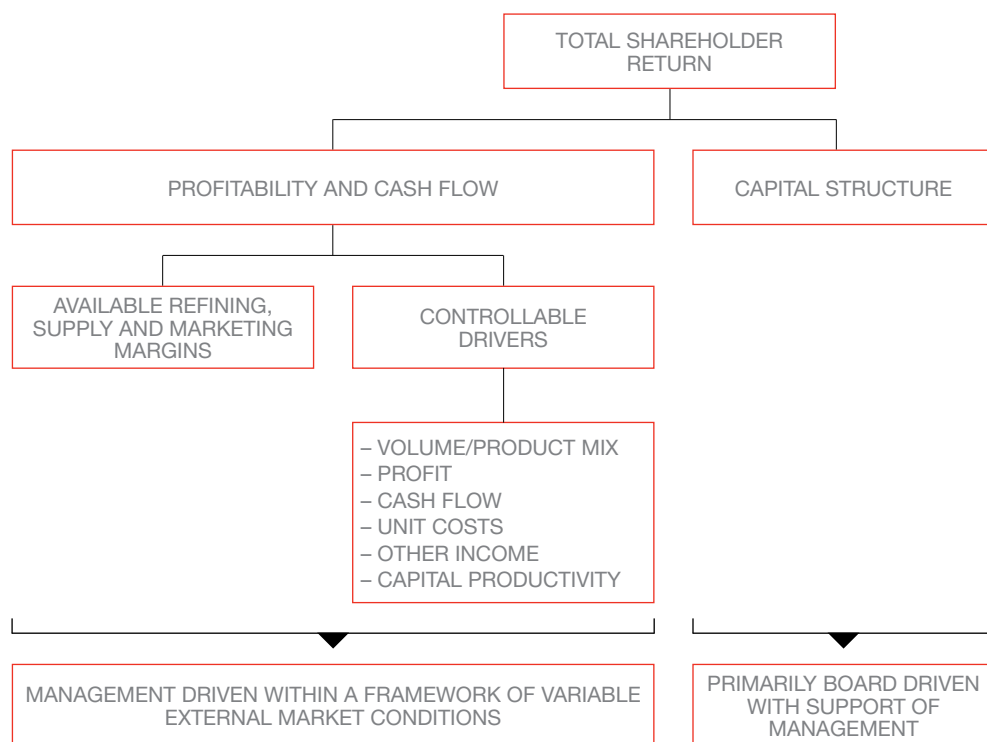 TOTAL SHAREHOLDER
RETURN
PROFITABILITY AND CASH FLOW
CAPITAL STRUCTURE
AVAILABLE REFINING,
SUPPLY AND MARKETING
MARGINS
CONTROLLABLE
DRIVERS
– VOLUME/PRODUCT MIX
– PROFIT
– CASH FLOW
– UNIT COSTS
– OTHER INCOME
– CAPITAL PRODUCTIVITY
MANAGEMENT DRIVEN WITHIN A FRAMEWORK OF VARIABLE
EXTERNAL MARKET CONDITIONS
PRIMARILY BOARD DRIVEN
WITH SUPPORT OF
MANAGEMENT